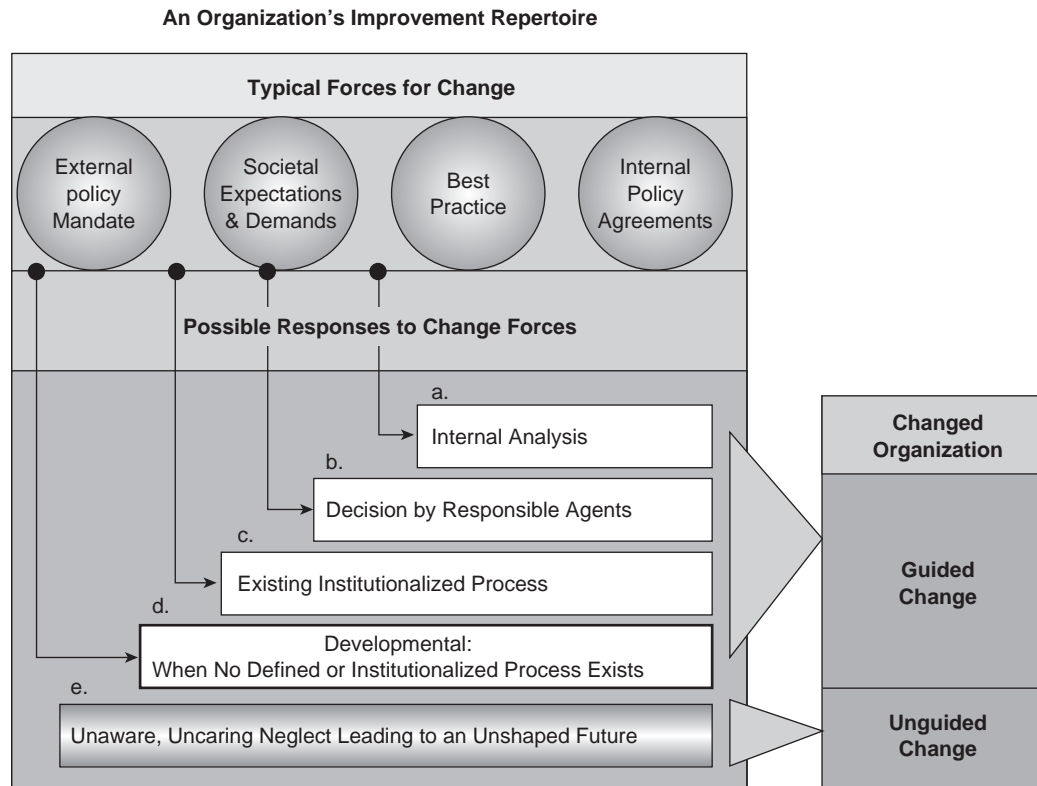 An Organization's Improvement Repertoire
Typical Forces for Change
External
policy
Mandate
Societal
Expectations
& Demands
Best
Practice
Internal
Policy
Agreements
Possible Responses to Change Forces
a.
Internal Analysis
b.
Decision by Responsible Agents
c.
Existing Institutionalized Process
d.
Developmental:
When No Defined or Institutionalized Process Exists
e.
Unaware, Uncaring Neglect Leading to an Unshaped Future
Changed
Organization
Guided
Change
Unguided
Change